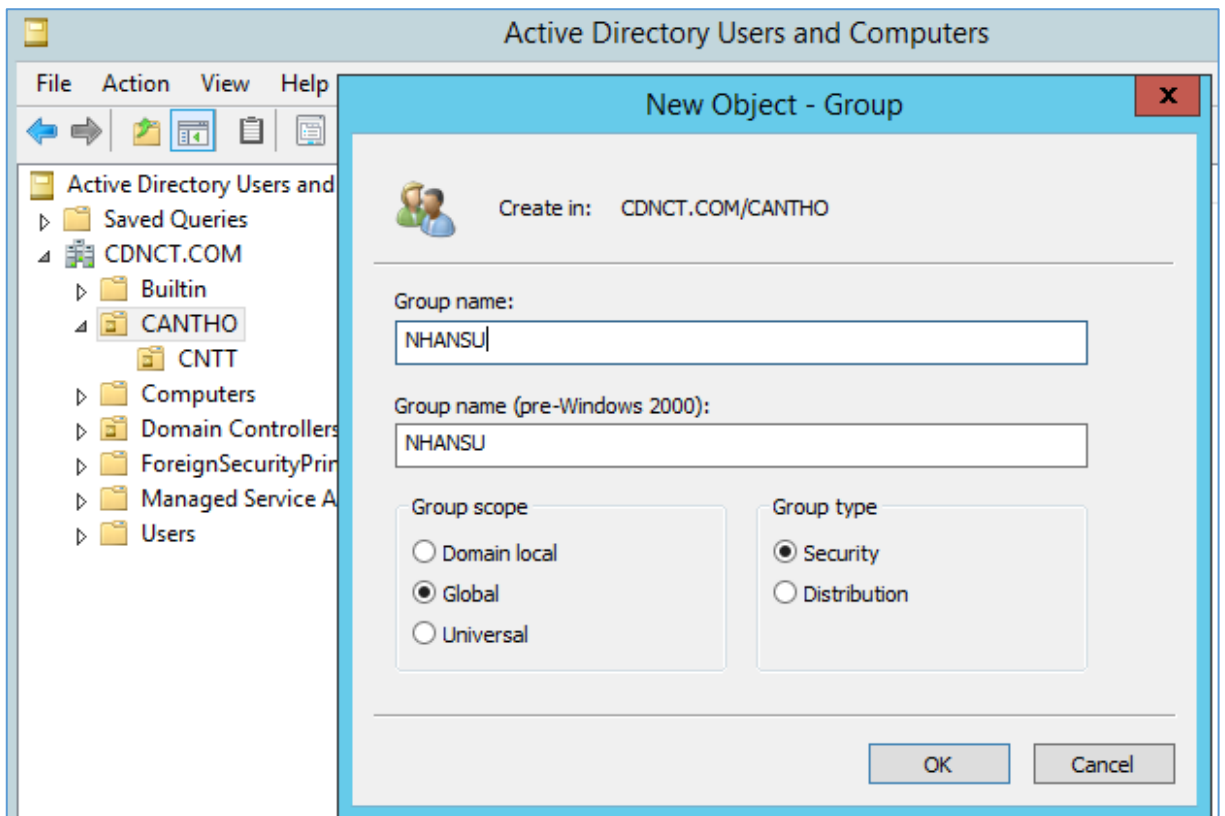 Active Directory Users and Computers
File Action View Help
Active Directory Users and
Saved Queries
CDNCT.COM
Builtin
CANTHO
CNTT
Computers
Domain Controllers
ForeignSecurityPrin
Managed Service A
Users
New Object - Group
x
Create in: CDNCT.COM/CANTHO
Group name:
NHANSU
Group name (pre-Windows 2000):
NHANSU
Group scope
Domain local
Global
Universal
Group type
Security
Distribution
OK Cancel